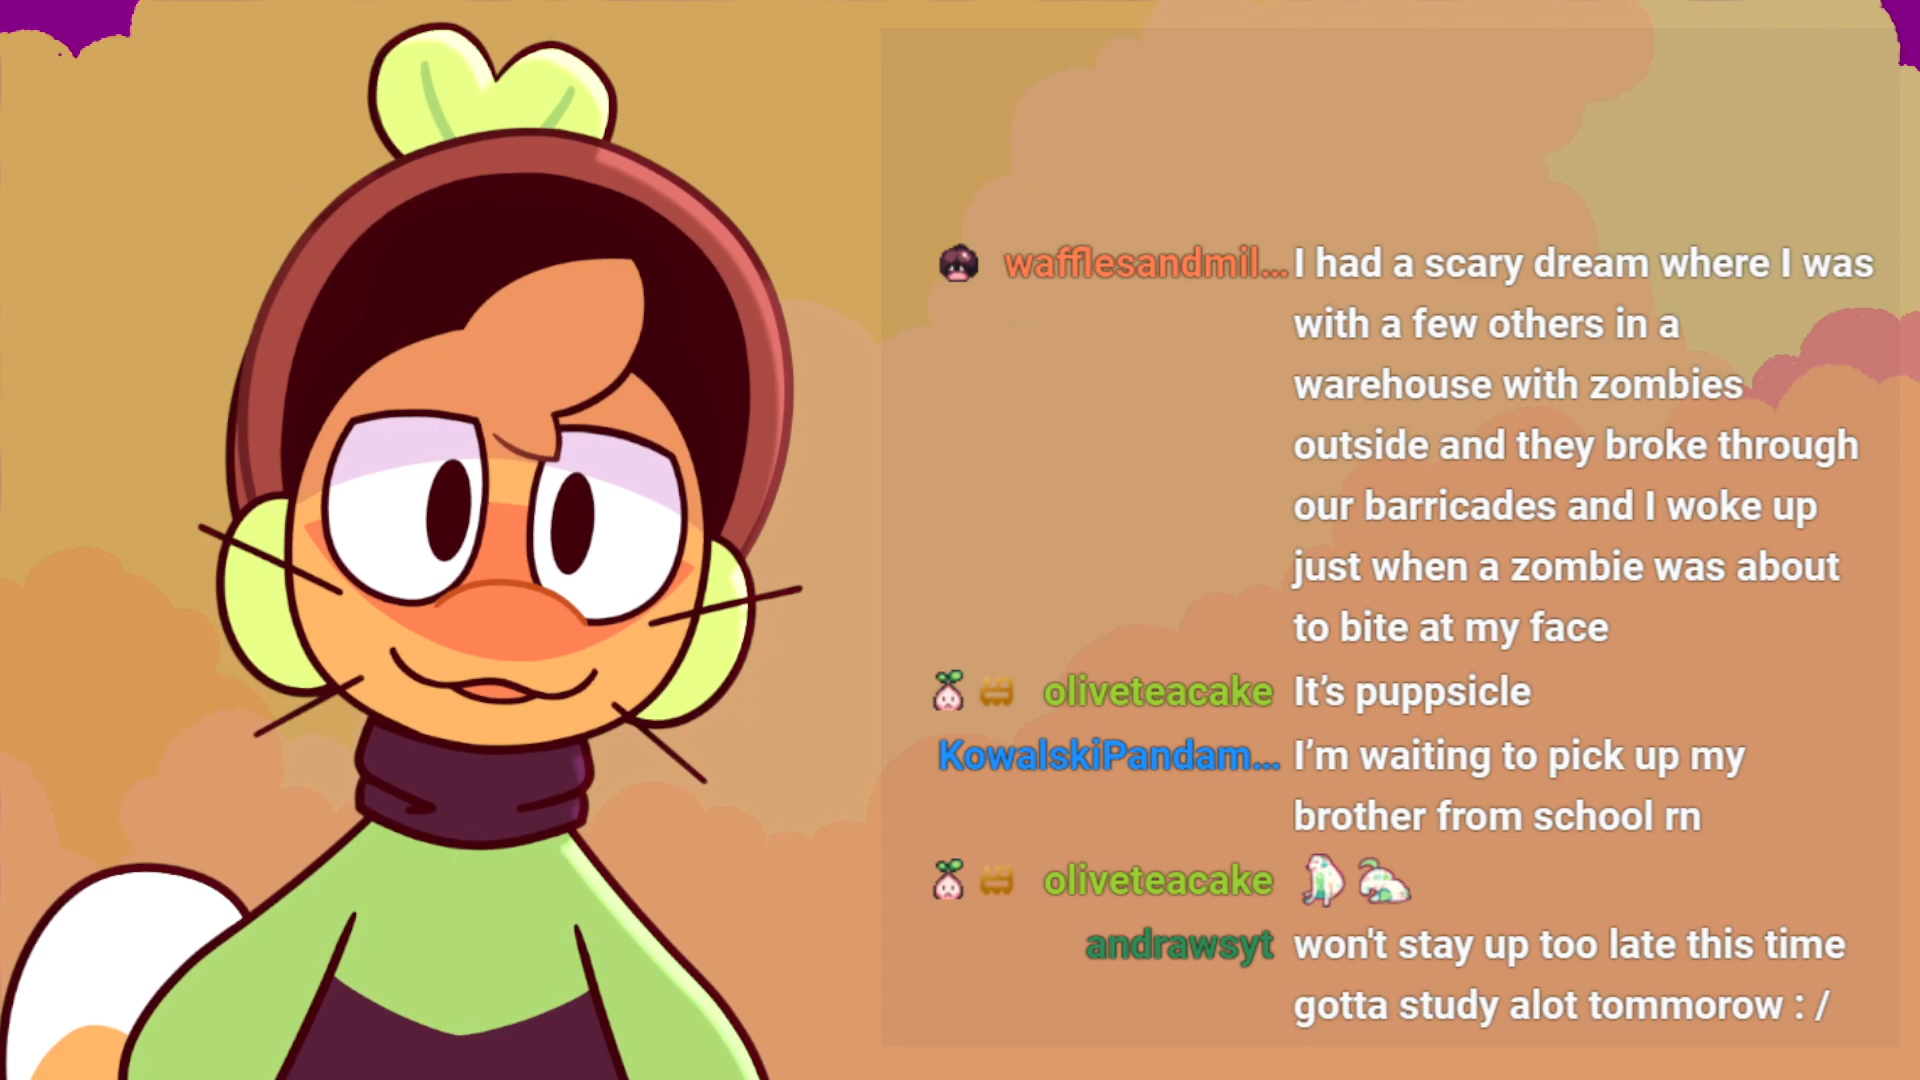 wafflesandmil... I had a scary dream where I was
with a few others in a
warehouse with zombies
outside and they broke through
our barricades and I woke up
just when a zombie was about
to bite at my face
oliveteacake It’s puppsicle
KowalskiPandam... I’m waiting to pick up my
brother from school rn
oliveteacake
andrawsyt won't stay up too late this time
gotta study alot tommorow : /